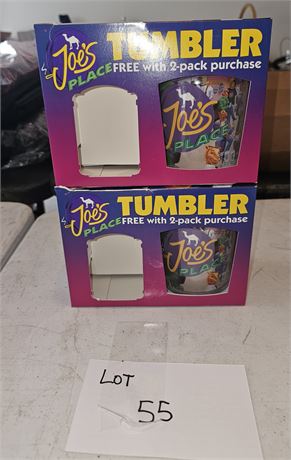 Joe's
PLACE
TUMBLER
FREE with 2-pack purchase
Joe's
PLACE
Joe's
PLACE
TUMBLER
FREE with 2-pack purchase
Joe's
PLACE
LOT
55